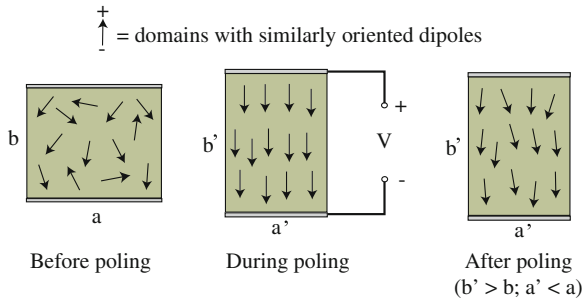 +
- = domains with similarly oriented dipoles
b
a
Before poling
b'
a'
+
V
-
During poling
b'
a'
After poling
(b' > b; a' < a)